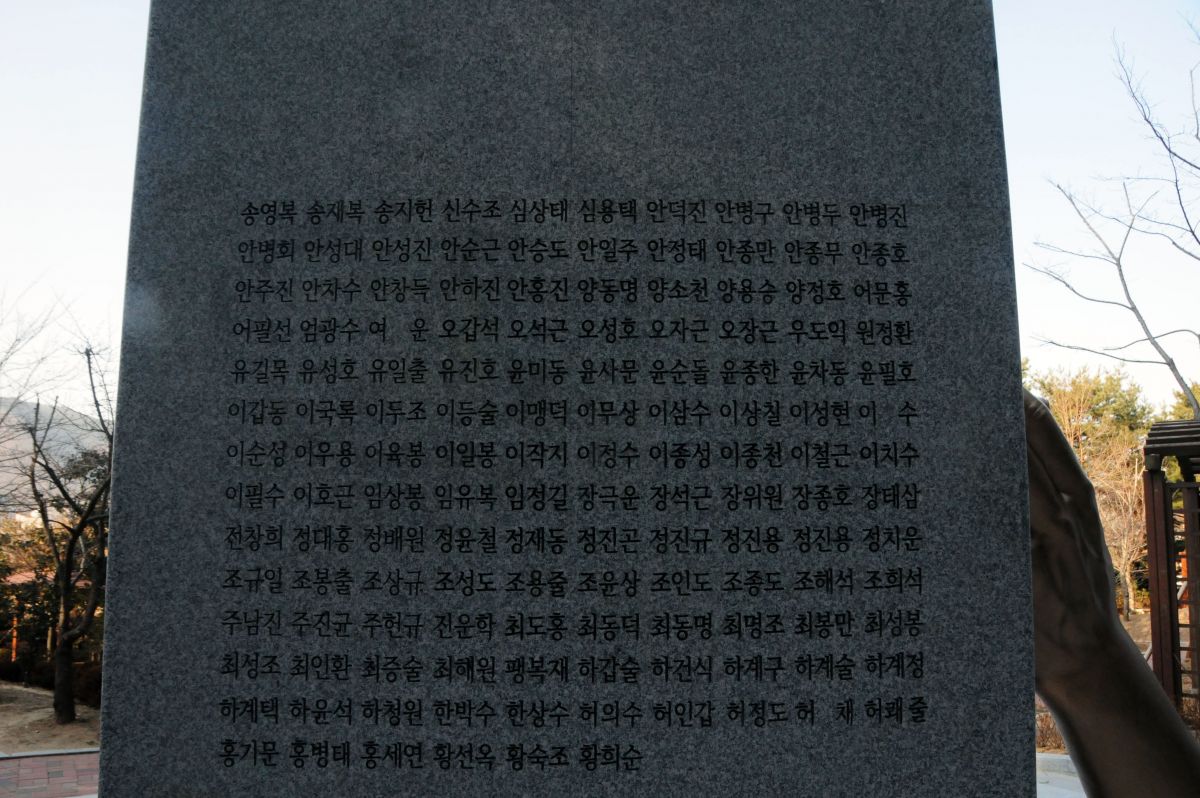 송영복 송재복 송지헌 신수조 심상태 심용택 안덕진 안병구 안병두 안병진
안병회 안성대 안성진 안순근 안승도 안일주 안정태 안종만 안종무 안종호
안주진 안차수 안창득 안하진 안홍진 양동명 양소천 양용승 양정호 어문홍
어필선 엄광수 여 운 오갑석 오석근 오성호 오자근 오장근 우도익 원정환
유길목 유성호 유일출 유진호 윤미동 윤사문 윤순돌 윤종한 윤차동 윤필호
이갑동 이국록 이두조 이등술 이맹덕 이무상 이삼수 이상칠 이성현 이 수
이순성 이우용 이육봉 이일봉 이작지 이정수 이종성 이종천 이철근 이치수
이필수 이호근 임상봉 임유복 임정길 장극운 장석근 장위원 장종호 장태삼
전창희 정대홍 정배원 정윤철 정재동 정진곤 정진규 정진용 정진용 정치운
조규일 조봉출 조상규 조성도 조용줄 조윤상 조인도 조종도 조해석 조희석
주남진 주진균 주헌규 진운학 최도홍 최동덕 최동명 최명조 최봉만 최성봉
최성조 최인환 최증술 최해원 팽복재 하갑술 하건식 하계구 하계술 하계정
하계택 하윤석 하청원 한박수 한상수 허의수 허인갑 허정도 허 채 허쾌줄
홍기문 홍병태 홍세연 황선옥 황숙조 황희순